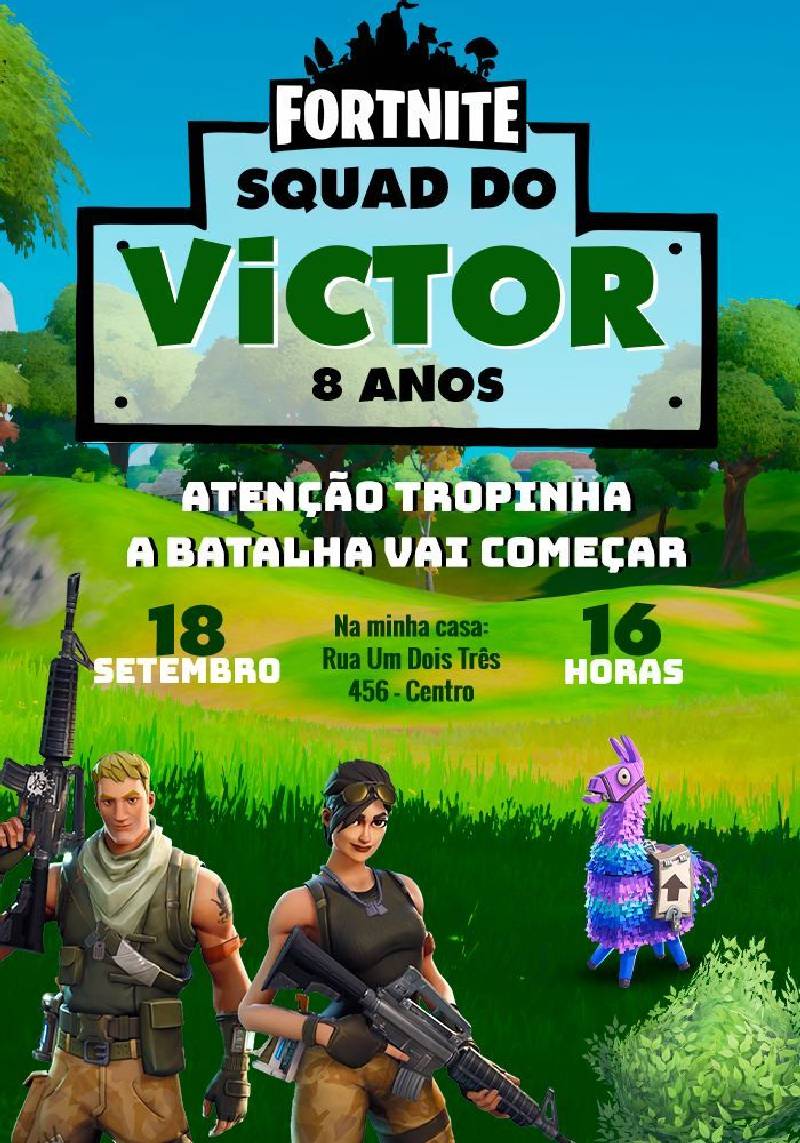 FORTNITE
SQUAD DO
ViCTOR
8 ANOS
ATENÇÃO TROPINHA
A BATALHA VAI COMEÇAR
18
SETEMBRO
Na minha casa:
Rua Um Dois Três
456 - Centro
16
HORAS